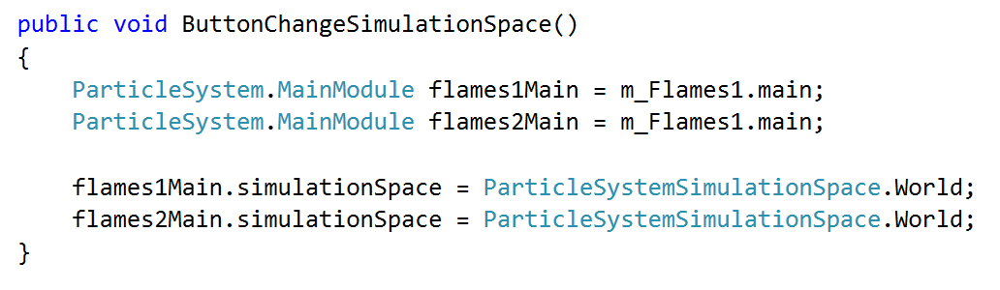 public void ButtonChangeSimulationSpace()
{
    ParticleSystem.MainModule flames1Main = m_Flames1.main;
    ParticleSystem.MainModule flames2Main = m_Flames1.main;

    flames1Main.simulationSpace = ParticleSystemSimulationSpace.World;
    flames2Main.simulationSpace = ParticleSystemSimulationSpace.World;
}